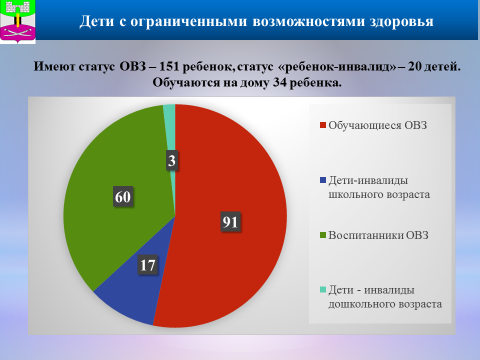 Дети с ограниченными возможностями здоровья
Имеют статус ОВЗ – 151 ребенок, статус «ребенок-инвалид» – 20 детей.
Обучаются на дому 34 ребенка.
3
60
91
17
Обучающиеся ОВЗ
Дети-инвалиды
школьного возраста
Воспитанники ОВЗ
Дети - инвалиды
дошкольного возраста